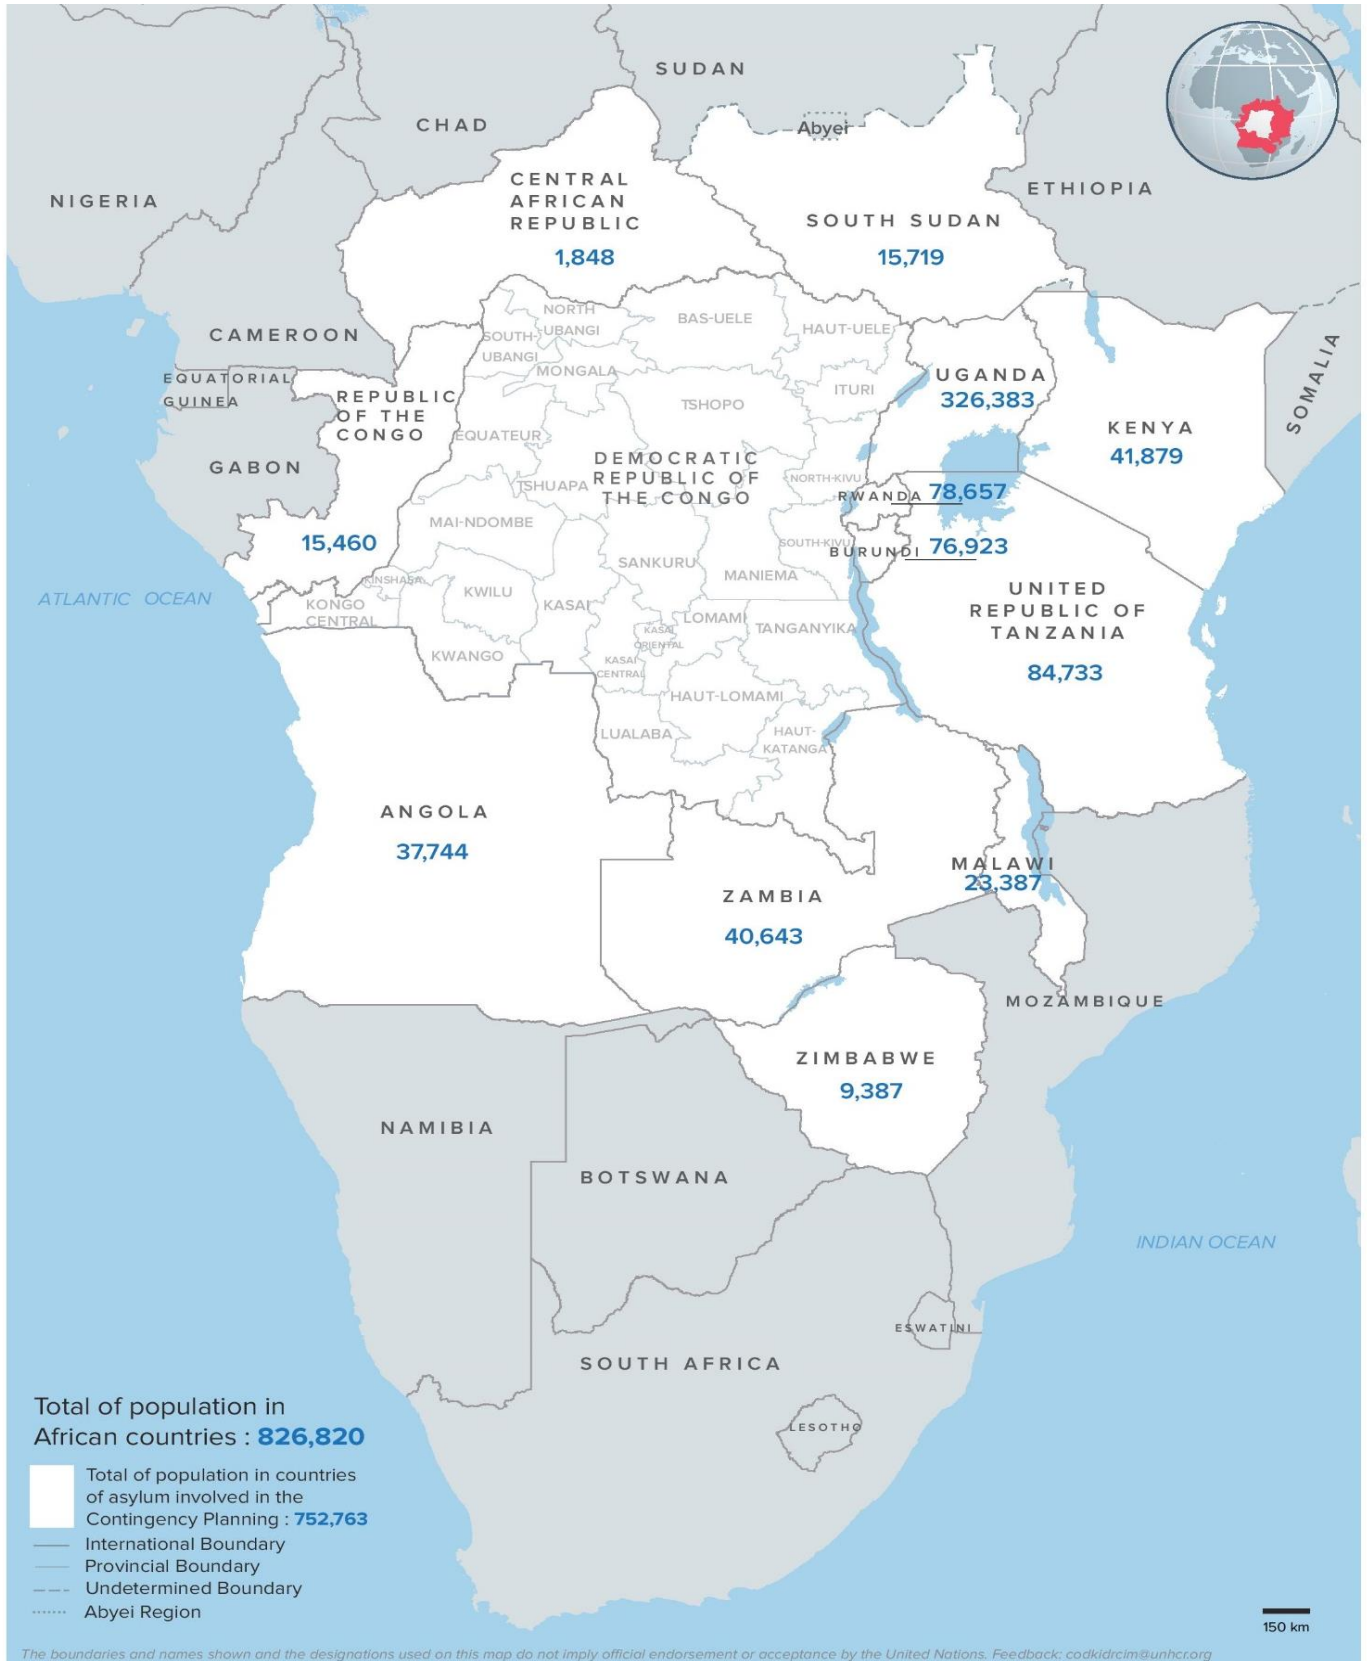 SUDAN
CHAD
Abyei
NIGERIA
CENTRAL
AFRICAN
REPUBLIC
1,848
ETHIOPIA
SOUTH SUDAN
15,719
CAMEROON
NORTH
UBANGI
SOUTH-
UBANGI
BAS-UELE
HAUT-UELE
MONGALA
ITURI
UGANDA
326,383
SOMALIA
EQUATORIAL
GUINEA
REPUBLIC
OF THE
CONGO
15,460
TSHOPO
KENYA
41,879
EQUATEUR
GABON
DEMOCRATIC
REPUBLIC OF
THE CONGO
TSHUAPA
NORTH-KIVU
RWANDA 78,657
MAI-NDOMBE
SOUTH-KIVU
BURUNDI 76,923
SANKURU
MANIEMA
ATLANTIC OCEAN
KINSHASA
KONGO
CENTRAL
KWILU
KASAI
LOMAMI
TANGANYIKA
KASAI
ORIENTAL
UNITED
REPUBLIC OF
TANZANIA
84,733
KWANGO
KASAI
CENTRAL
HAUT-LOMAMI
LUALABA
HAUT-
KATANGA
ANGOLA
37,744
MALAWI
23,387
ZAMBIA
40,643
MOZAMBIQUE
ZIMBABWE
9,387
NAMIBIA
BOTSWANA
INDIAN OCEAN
ESWATINI
SOUTH AFRICA
LESOTHO
Total of population in
African countries : 826,820
Total of population in countries
of asylum involved in the
Contingency Planning : 752,763
International Boundary
Provincial Boundary
Undetermined Boundary
Abyei Region
150 km
The boundaries and names shown and the designations used on this map do not imply official endorsement or acceptance by the United Nations. Feedback: codkidrcim@unhcr.org